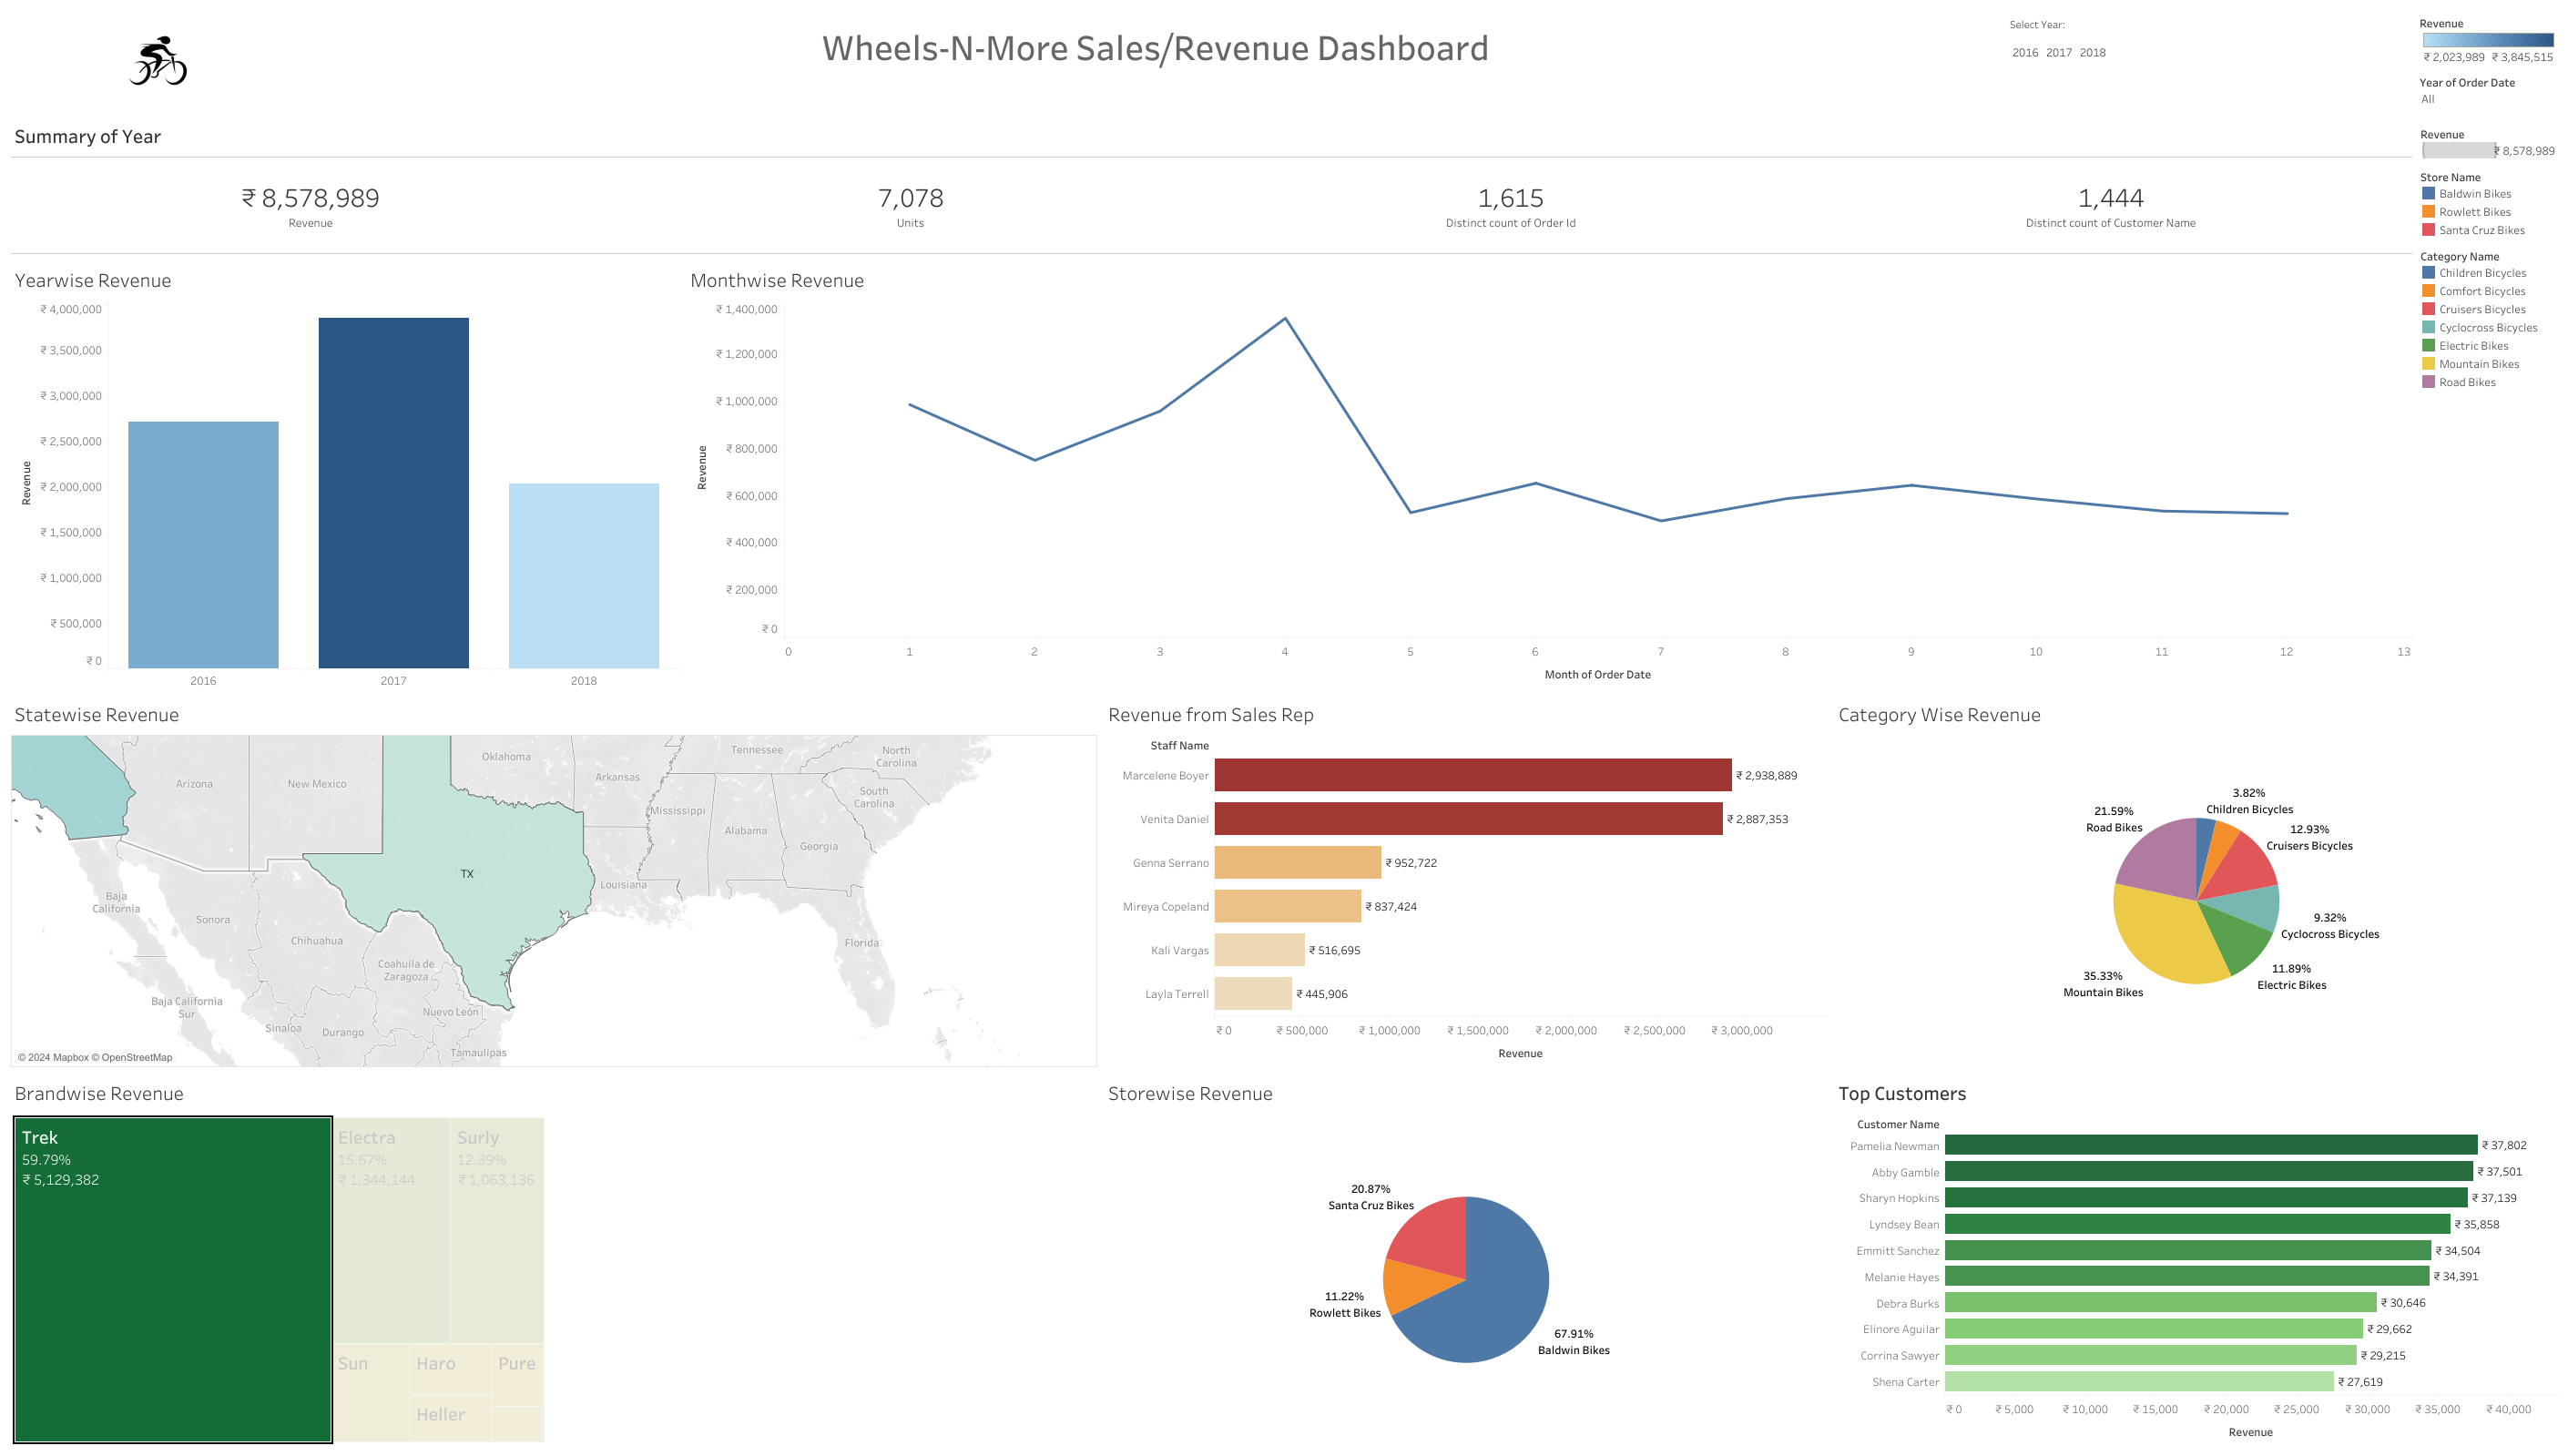 Wheels-N-More Sales/Revenue Dashboard
Select Year:
2016 2017 2018
Revenue
₹ 2,023,989 ₹ 3,845,515
Year of Order Date
All
Summary of Year
Revenue
₹ 8,578,989
Store Name
Baldwin Bikes
Rowlett Bikes
Santa Cruz Bikes
Category Name
Children Bicycles
Comfort Bicycles
Cruisers Bicycles
Cyclocross Bicycles
Electric Bikes
Mountain Bikes
Road Bikes
₹ 8,578,989
Revenue
7,078
Units
1,615
Distinct count of Order Id
1,444
Distinct count of Customer Name
Yearwise Revenue
₹ 4,000,000
₹ 3,500,000
₹ 3,000,000
₹ 2,500,000
₹ 2,000,000
₹ 1,500,000
₹ 1,000,000
₹ 500,000
₹ 0
Revenue
2016 2017 2018
Monthwise Revenue
₹ 1,400,000
₹ 1,200,000
₹ 1,000,000
₹ 800,000
₹ 600,000
₹ 400,000
₹ 200,000
₹ 0
Revenue
0 1 2 3 4 5 6 7 8 9 10 11 12 13
Month of Order Date
Statewise Revenue
Oklahoma
Tennessee
North
Carolina
Arizona
New Mexico
Arkansas
South
Carolina
Mississippi
Alabama
Georgia
TX
Louisiana
Baja
California
Sonora
Chihuahua
Florida
Coahuila de
Zaragoza
Baja California
Sur
Nuevo León
Sinaloa
Durango
Tamaulipas
© 2024 Mapbox © OpenStreetMap
Revenue from Sales Rep
Staff Name
Marcelene Boyer ₹ 2,938,889
Venita Daniel ₹ 2,887,353
Genna Serrano ₹ 952,722
Mireya Copeland ₹ 837,424
Kali Vargas ₹ 516,695
Layla Terrell ₹ 445,906
₹ 0 ₹ 500,000 ₹ 1,000,000 ₹ 1,500,000 ₹ 2,000,000 ₹ 2,500,000 ₹ 3,000,000
Revenue
Category Wise Revenue
3.82%
Children Bicycles
21.59%
Road Bikes
12.93%
Cruisers Bicycles
9.32%
Cyclocross Bicycles
11.89%
Electric Bikes
35.33%
Mountain Bikes
Brandwise Revenue
Trek
59.79%
₹ 5,129,382
Electra
15.67%
₹ 1,344,144
Surly
12.39%
₹ 1,063,136
Sun
Haro
Pure
Heller
Storewise Revenue
20.87%
Santa Cruz Bikes
11.22%
Rowlett Bikes
67.91%
Baldwin Bikes
Top Customers
Customer Name
Pamelia Newman ₹ 37,802
Abby Gamble ₹ 37,501
Sharyn Hopkins ₹ 37,139
Lyndsey Bean ₹ 35,858
Emmitt Sanchez ₹ 34,504
Melanie Hayes ₹ 34,391
Debra Burks ₹ 30,646
Elinore Aguilar ₹ 29,662
Corrina Sawyer ₹ 29,215
Shena Carter ₹ 27,619
₹ 0 ₹ 5,000 ₹ 10,000 ₹ 15,000 ₹ 20,000 ₹ 25,000 ₹ 30,000 ₹ 35,000 ₹ 40,000
Revenue